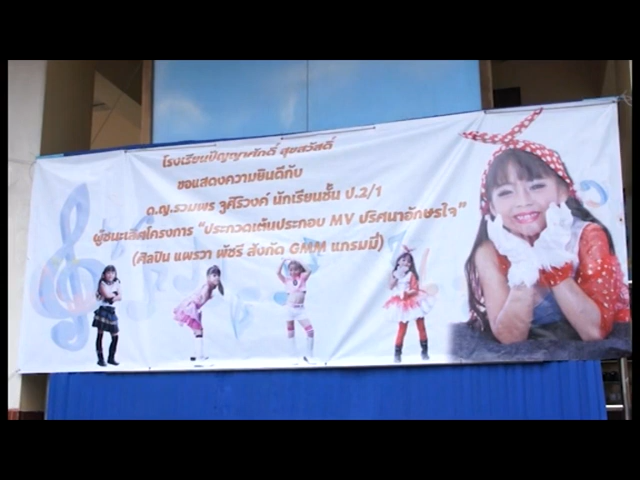 โรงเรียนปัญญาศักดิ์ สุขสวัสดิ์
ขอแสดงความยินดีกับ
ด.ญ.รวมพร จูศิริวงค์ นักเรียนชั้น ป.2/1
ผู้ชนะเลิศโครงการ "ประกวดเต้นประกอบ MV ปริศนาอักษรใจ"
(ศิลปิน แพรวา พัชรี สังกัด GMM แกรมมี่)